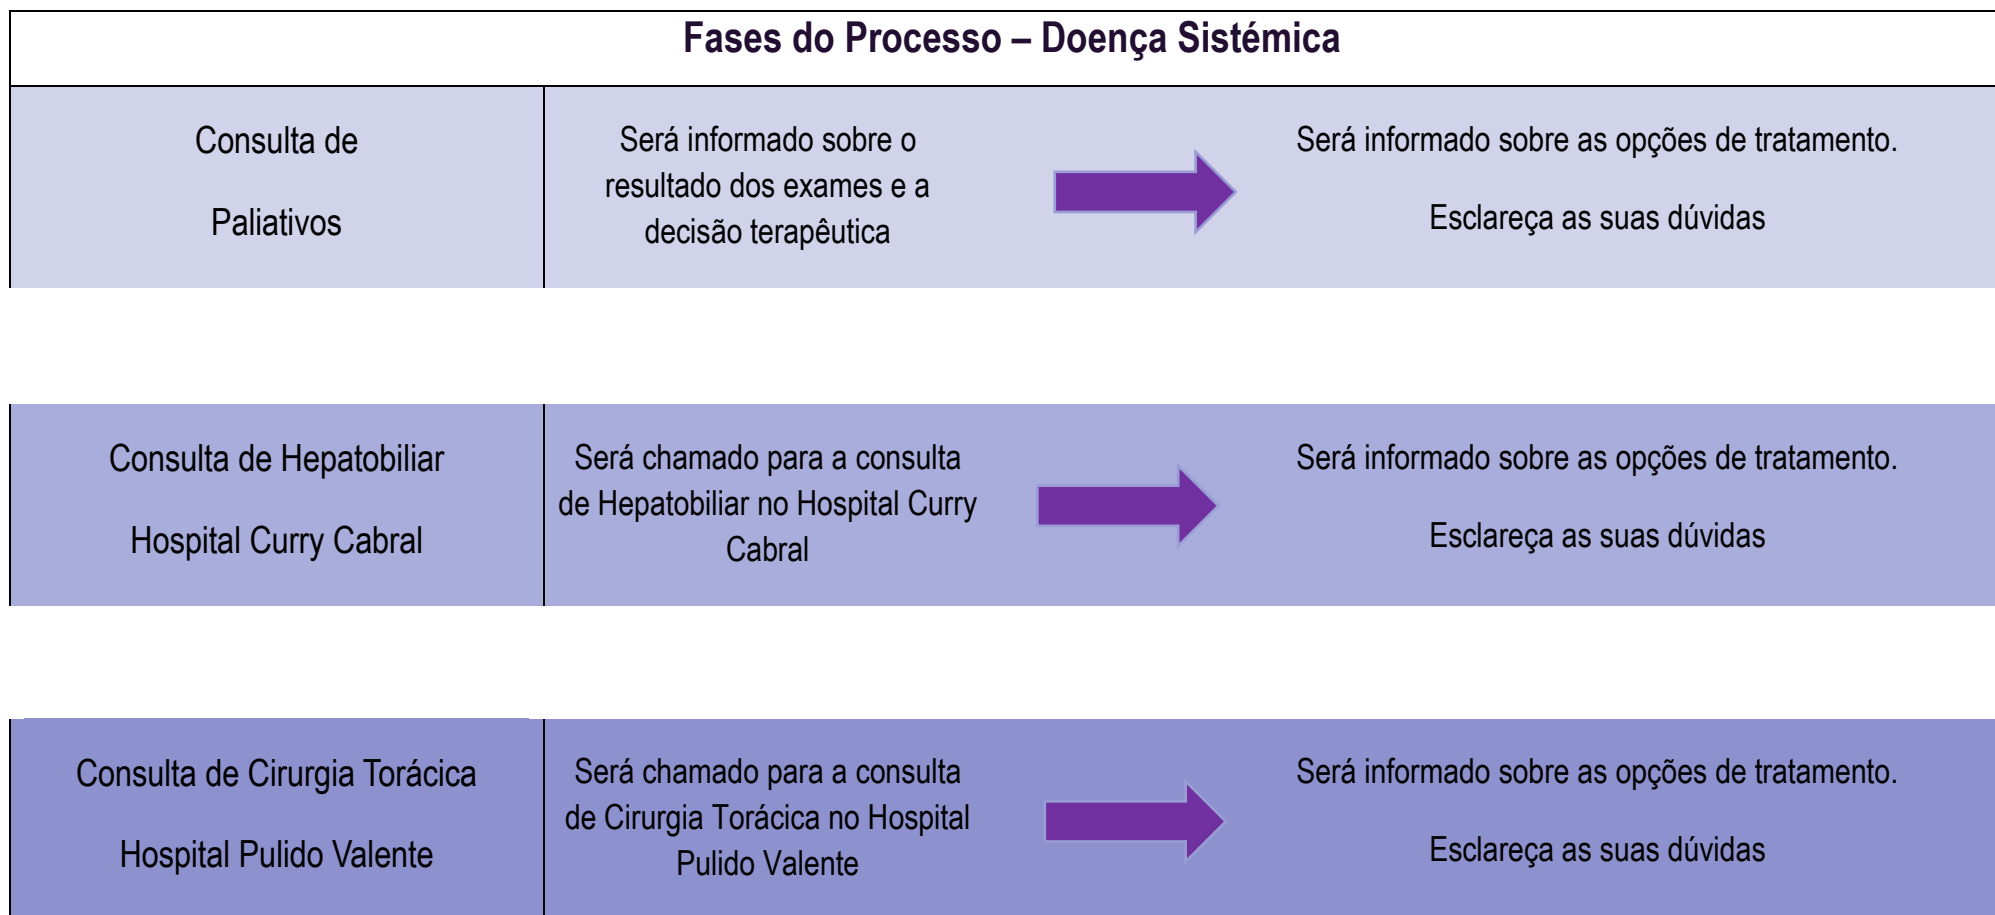 Fases do Processo – Doença Sistémica
Consulta de
Paliativos
Será informado sobre o
resultado dos exames e a
decisão terapêutica
Será informado sobre as opções de tratamento.
Esclareça as suas dúvidas
Consulta de Hepatobiliar
Hospital Curry Cabral
Será chamado para a consulta
de Hepatobiliar no Hospital Curry
Cabral
Será informado sobre as opções de tratamento.
Esclareça as suas dúvidas
Consulta de Cirurgia Torácica
Hospital Pulido Valente
Será chamado para a consulta
de Cirurgia Torácica no Hospital
Pulido Valente
Será informado sobre as opções de tratamento.
Esclareça as suas dúvidas